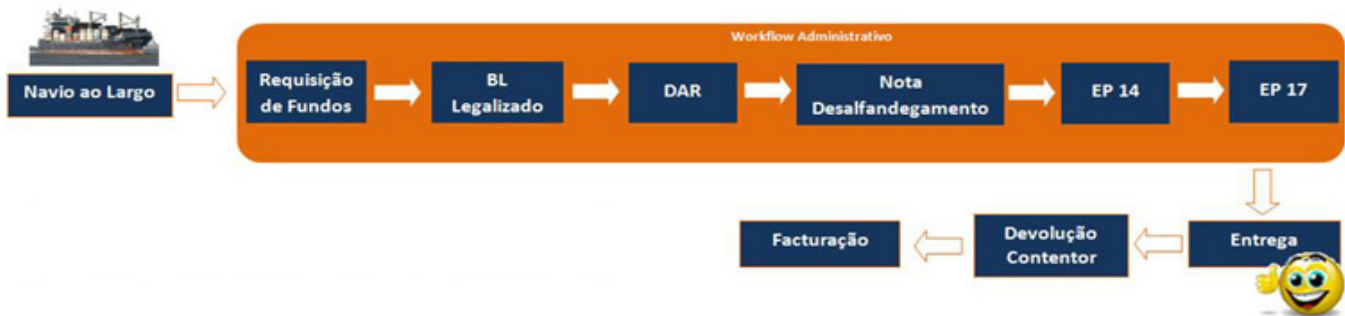 Workflow Administrativo
Navio ao Largo
Requisição
de Fundos
BL
Legalizado
DAR
Nota
Desalfandegamento
EP 14
EP 17
Entrega
Devolução
Contentor
Facturação